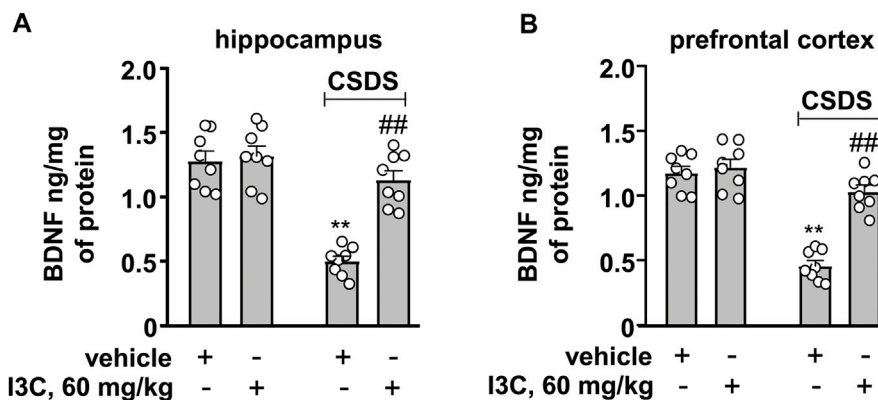 A
hippocampus
BDNF ng/mg
of protein
2.0
1.5
1.0
0.5
0
CSDS
**
##
vehicle + - + -
I3C, 60 mg/kg - + - +
B
prefrontal cortex
BDNF ng/mg
of protein
2.0
1.5
1.0
0.5
0
CSDS
**
##
vehicle + - + -
I3C, 60 mg/kg - + - +